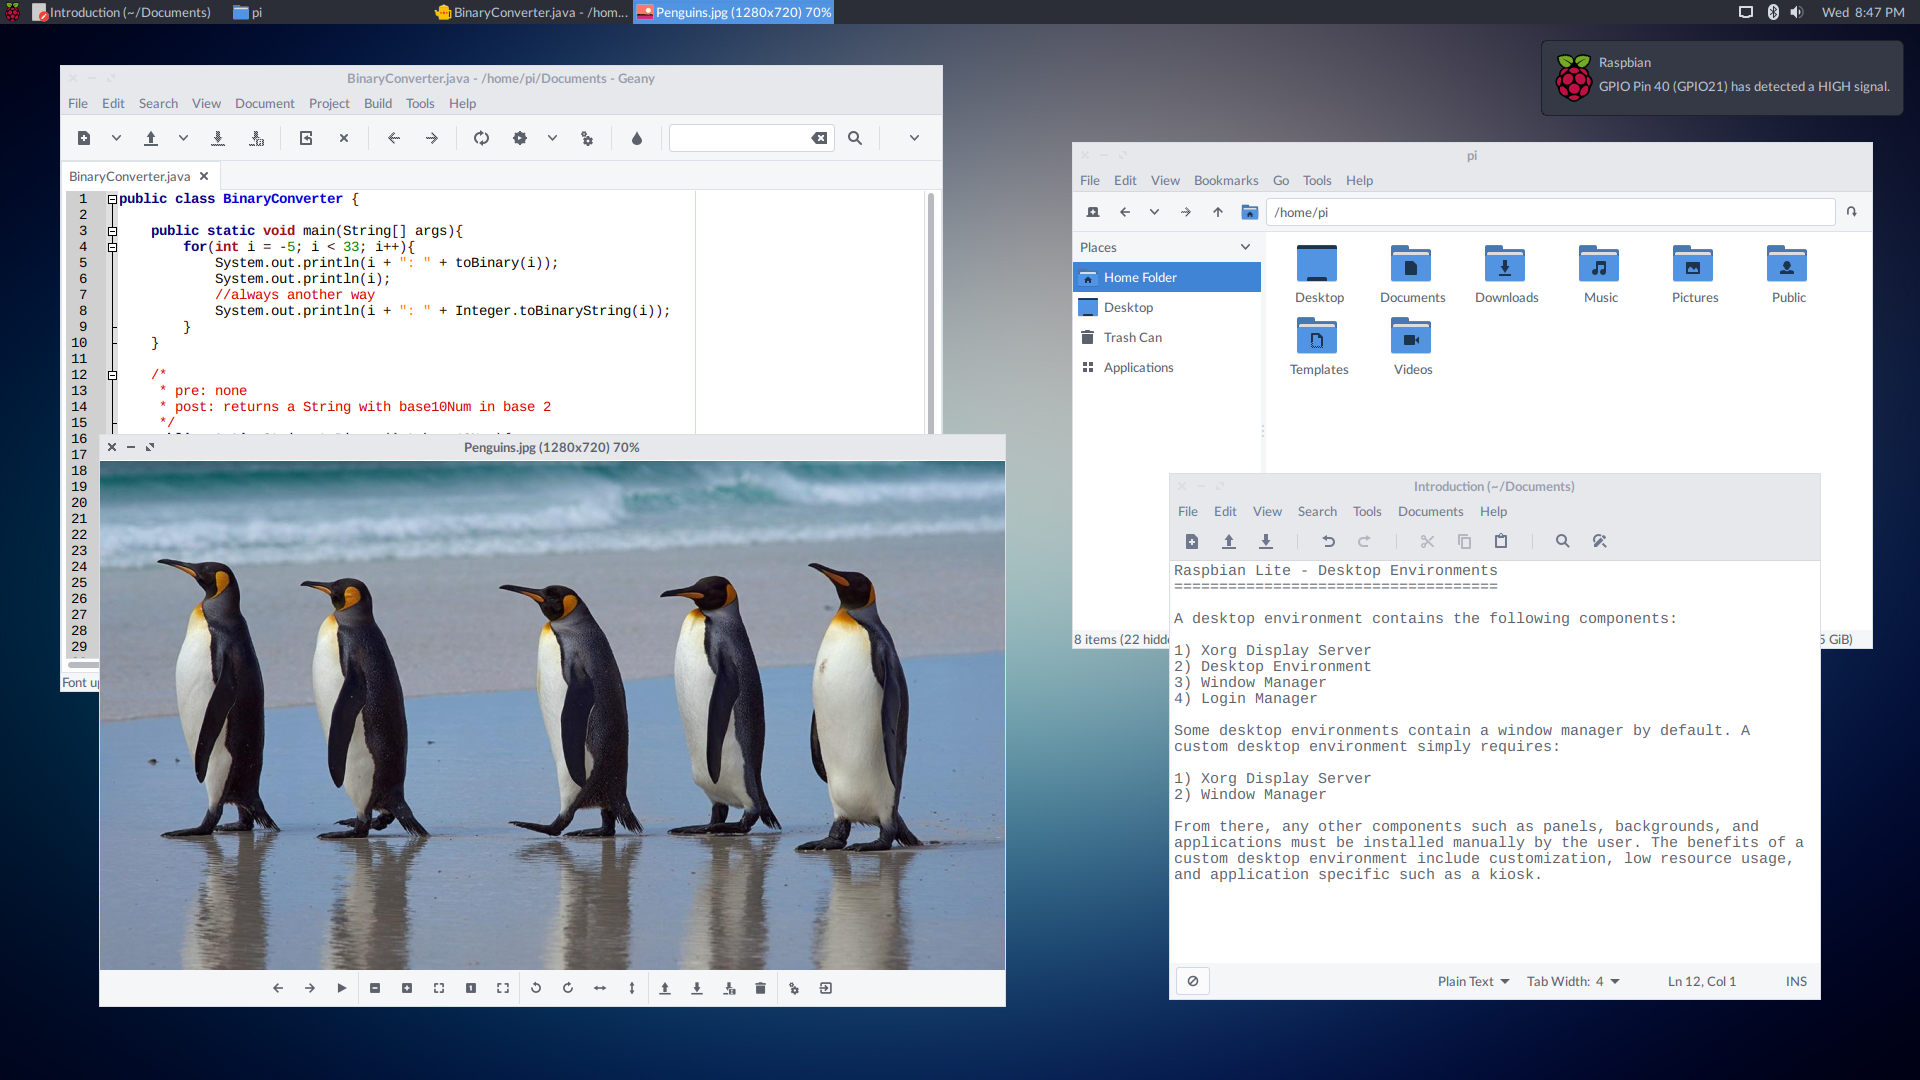 Introduction (~/Documents)
pi
BinaryConverter.java - /hom...
Penguins.jpg (1280x720) 70%
Wed 8:47 PM
Raspbian
GPIO Pin 40 (GPIO21) has detected a HIGH signal.
BinaryConverter.java - /home/pi/Documents - Geany
File Edit Search View Document Project Build Tools Help
BinaryConverter.java
1 public class BinaryConverter {
2
3 public static void main(String[] args){
4 for(int i = -5; i < 33; i++){
5 System.out.println(i + ": " + toBinary(i));
6 System.out.println(i);
7 //always another way
8 System.out.println(i + ": " + Integer.toBinaryString(i));
9 }
10 }
11
12 /*
13 * pre: none
14 * post: returns a String with base10Num in base 2
15 */
16
17
18
19
20
21
22
23
24
25
26
27
28
29
Font
Penguins.jpg (1280x720) 70%
pi
File Edit View Bookmarks Go Tools Help
/home/pi
Places
Home Folder
Desktop
Trash Can
Applications
Desktop Documents Downloads Music Pictures Public
Templates Videos
8 items (22 hidd
GiB)
Introduction (~/Documents)
File Edit View Search Tools Documents Help
Raspbian Lite - Desktop Environments
====================================
A desktop environment contains the following components:
1) Xorg Display Server
2) Desktop Environment
3) Window Manager
4) Login Manager
Some desktop environments contain a window manager by default. A
custom desktop environment simply requires:
1) Xorg Display Server
2) Window Manager
From there, any other components such as panels, backgrounds, and
applications must be installed manually by the user. The benefits of a
custom desktop environment include customization, low resource usage,
and application specific such as a kiosk.
Plain Text Tab Width: 4 Ln 12, Col 1 INS